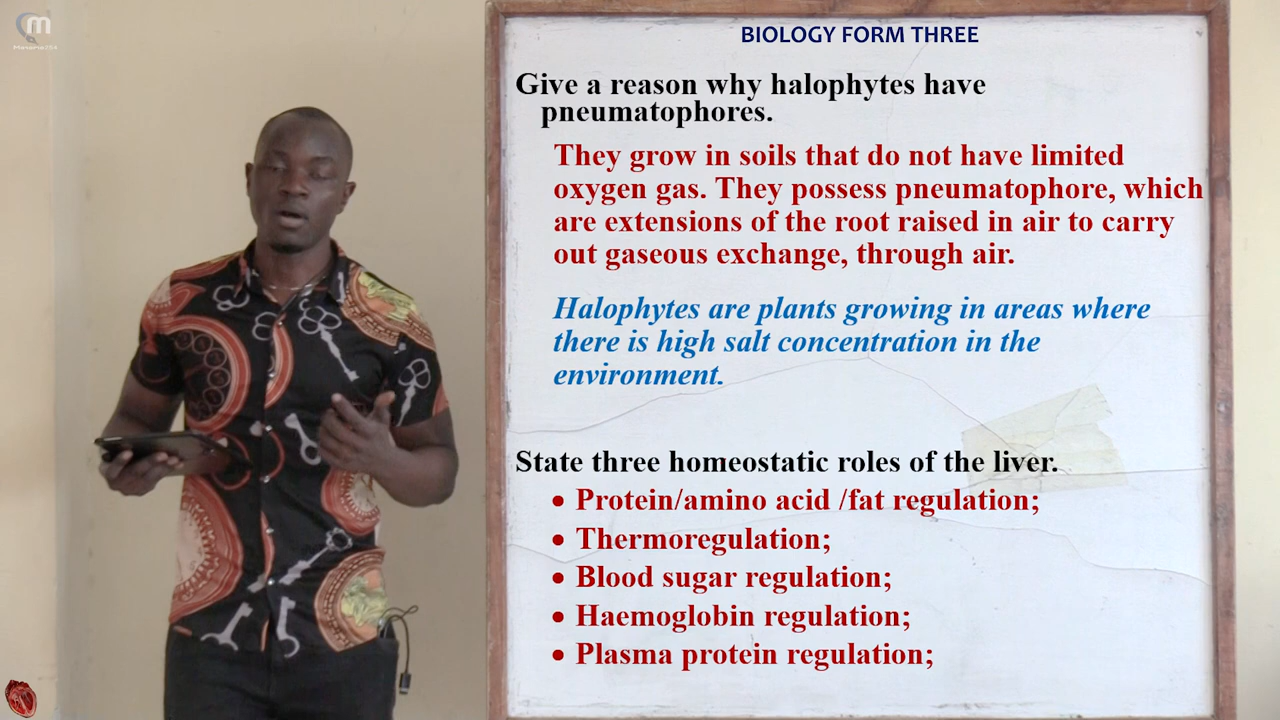 BIOLOGY FORM THREE
Give a reason why halophytes have
pneumatophores.
They grow in soils that do not have limited
oxygen gas. They possess pneumatophore, which
are extensions of the root raised in air to carry
out gaseous exchange, through air.
Halophytes are plants growing in areas where
there is high salt concentration in the
environment.
State three homeostatic roles of the liver.
• Protein/amino acid /fat regulation;
• Thermoregulation;
• Blood sugar regulation;
• Haemoglobin regulation;
• Plasma protein regulation;